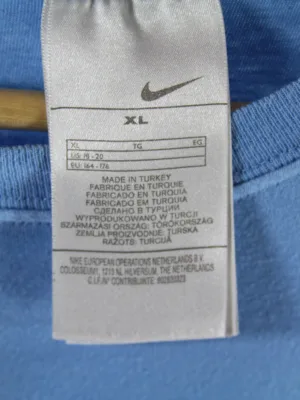 XL
XL TG EG
US: 18 - 20
EU: 164 - 176
MADE IN TURKEY
FABRIQUE EN TURQUIE
FABRICADO EN TURQUIA
FABRICADO EM TURQUIA
СДЕЛАНО В ТУРЦИИ
WYPRODUKOWANO W TURCJI
SZÁRMAZÁSI ORSZÁG: TÖRÖKORSZÁG
ZEMLJA PROIZVODNJE: TURSKA
RAŽOTS: TURCIJĀ
NIKE EUROPEAN OPERATIONS NETHERLANDS B.V.
COLOSSEUM1, 1213 NL HILVERSUM, THE NETHERLANDS
C.I.F./N° CONTRIBUINTE: